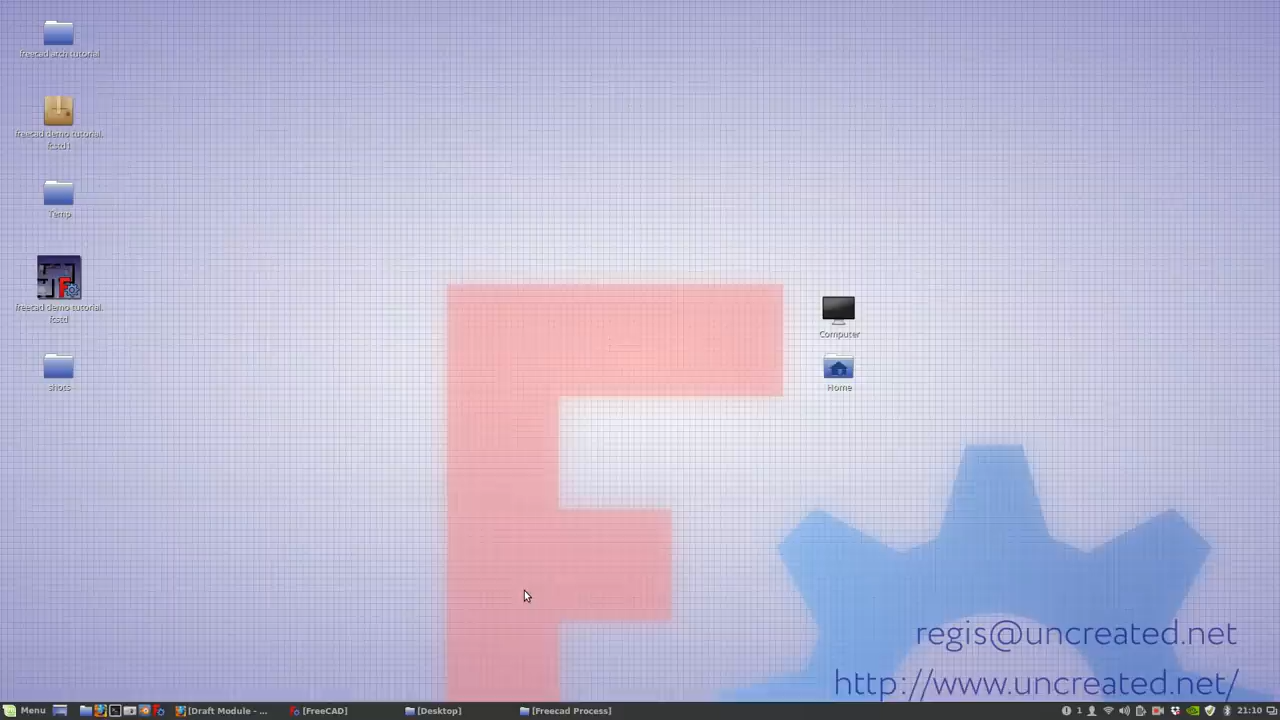 freecad arch tutorial
freecad demo tutorial.
fcstd1
Temp
freecad demo tutorial.
fcstd
shots
Computer
Home
regis@uncreated.net
http://www.uncreated.net/
Menu
[Draft Module - ...
[FreeCAD]
[Desktop]
[Freecad Process]
1
21:10